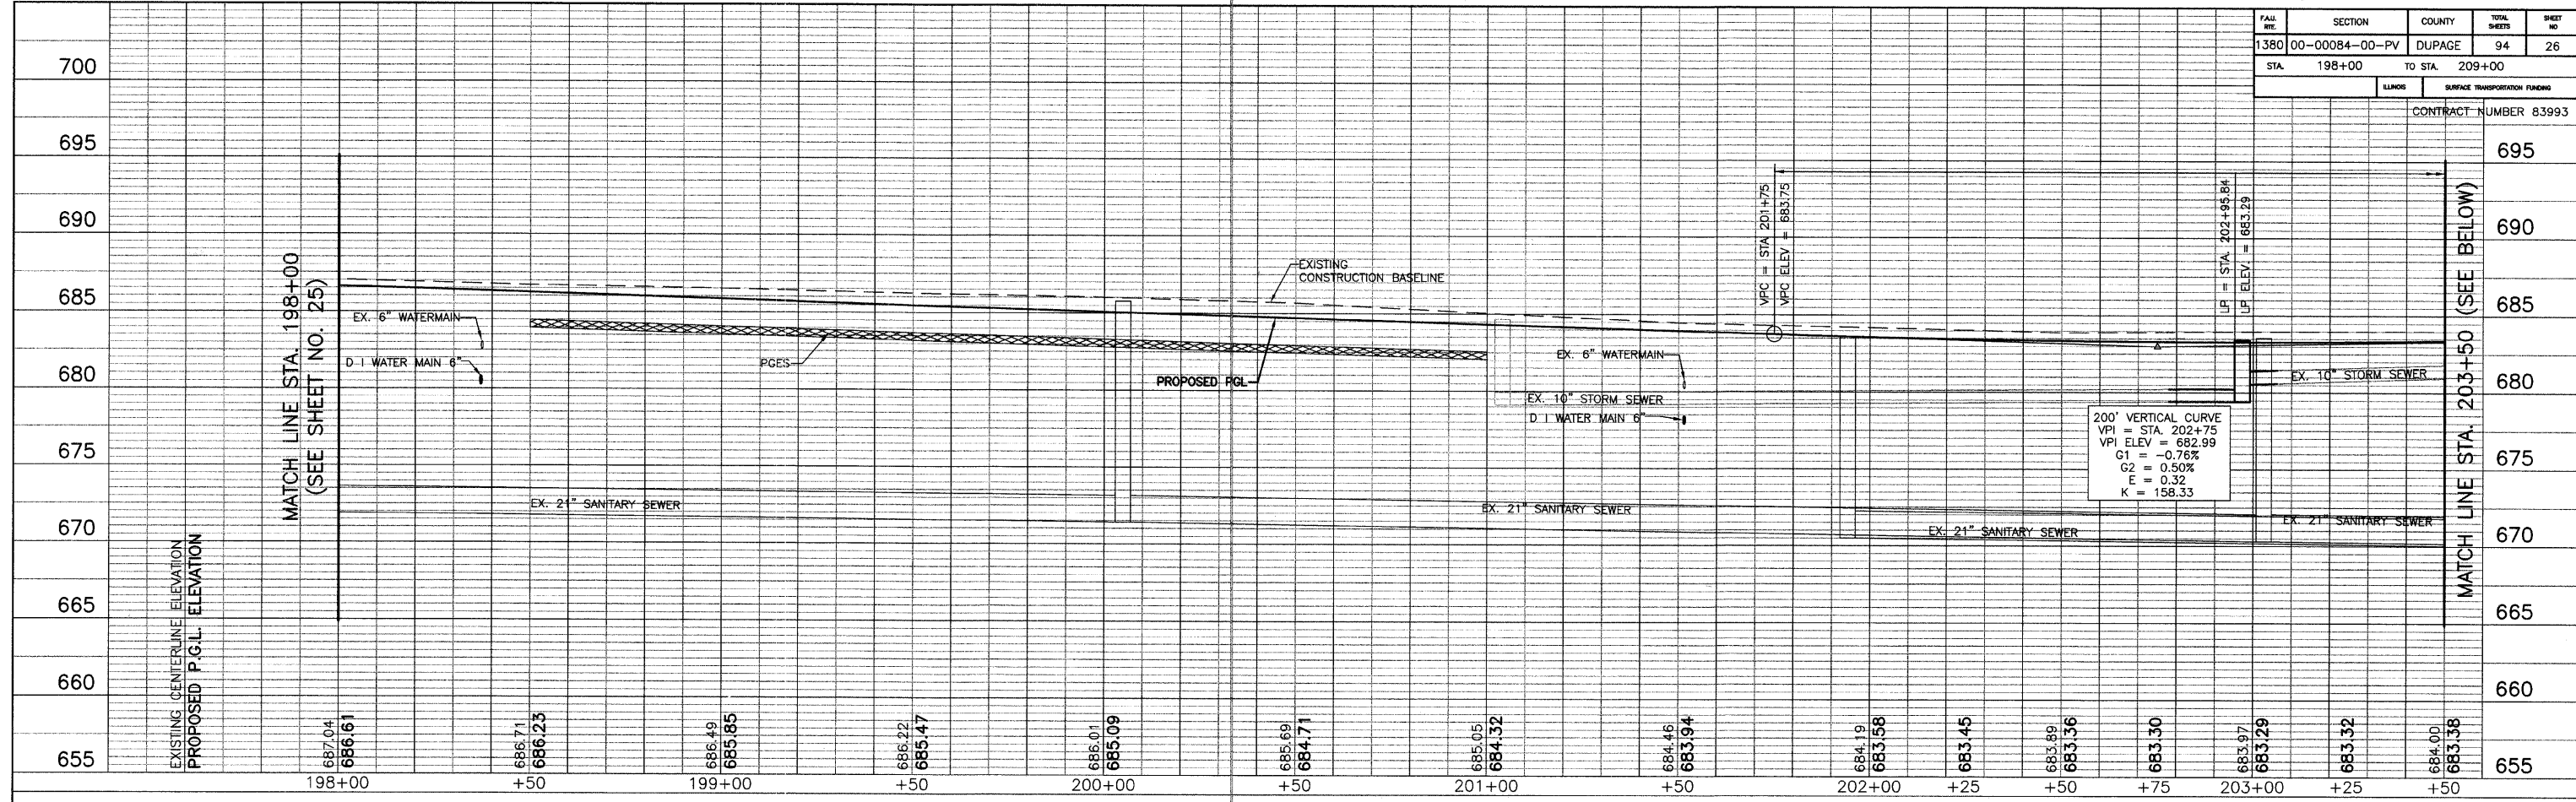 F.A.U. RTE. SECTION COUNTY TOTAL SHEETS SHEET NO
1380 00-00084-00-PV DUPAGE 94 26
STA. 198+00 TO STA. 209+00
ILLINOIS SURFACE TRANSPORTATION FUNDING
CONTRACT NUMBER 83993
700
695
690
685
680
675
670
665
660
655
695
690
685
680
675
670
665
660
655
MATCH LINE STA. 198+00
(SEE SHEET NO. 25)
EX. 6" WATERMAIN
D I WATER MAIN 6"
PGES
EXISTING
CONSTRUCTION BASELINE
PROPOSED PGL
EX. 6" WATERMAIN
EX. 10" STORM SEWER
D I WATER MAIN 6"
VPC = STA 201+75
VPC ELEV = 683.75
LP = STA. 202+95.84
LP ELEV. = 683.29
EX. 10" STORM SEWER
200' VERTICAL CURVE
VPI = STA. 202+75
VPI ELEV = 682.99
G1 = -0.76%
G2 = 0.50%
E = 0.32
K = 158.33
EX. 21" SANITARY SEWER
EX. 21" SANITARY SEWER
EX. 21" SANITARY SEWER
EX. 21" SANITARY SEWER
MATCH LINE STA. 203+50 (SEE BELOW)
EXISTING CENTERLINE ELEVATION
PROPOSED P.G.L. ELEVATION
687.04
686.61
686.71
686.23
686.49
685.85
686.22
685.47
686.01
685.09
685.69
684.71
685.05
684.32
684.46
683.94
684.19
683.58
683.45
683.89
683.36
683.30
683.97
683.29
683.32
684.00
683.38
198+00 +50 199+00 +50 200+00 +50 201+00 +50 202+00 +25 +50 +75 203+00 +25 +50